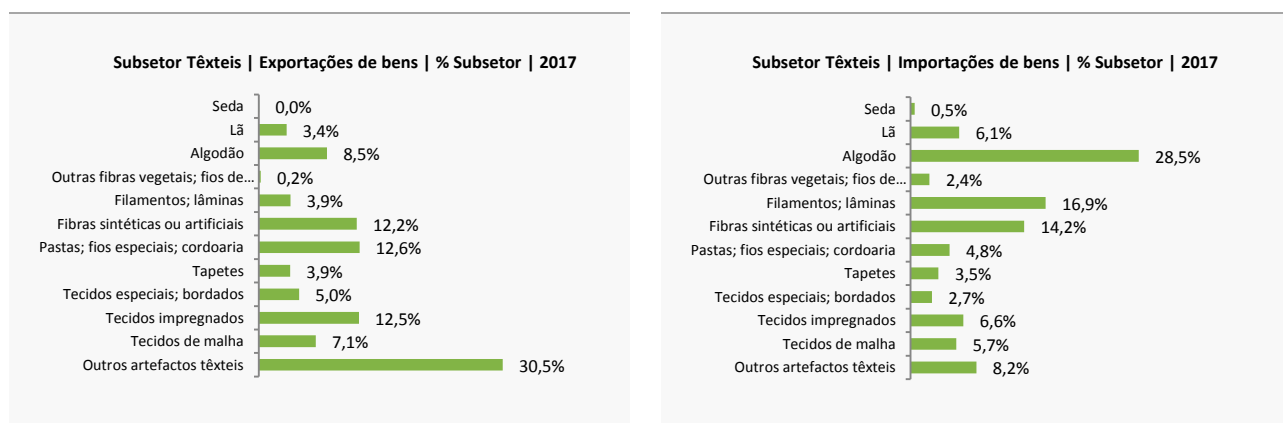 Subsetor Têxteis | Exportações de bens | % Subsetor | 2017
Seda 0,0%
Lã 3,4%
Algodão 8,5%
Outras fibras vegetais; fios de... 0,2%
Filamentos; lâminas 3,9%
Fibras sintéticas ou artificiais 12,2%
Pastas; fios especiais; cordoaria 12,6%
Tapetes 3,9%
Tecidos especiais; bordados 5,0%
Tecidos impregnados 12,5%
Tecidos de malha 7,1%
Outros artefactos têxteis 30,5%
Subsetor Têxteis | Importações de bens | % Subsetor | 2017
Seda 0,5%
Lã 6,1%
Algodão 28,5%
Outras fibras vegetais; fios de... 2,4%
Filamentos; lâminas 16,9%
Fibras sintéticas ou artificiais 14,2%
Pastas; fios especiais; cordoaria 4,8%
Tapetes 3,5%
Tecidos especiais; bordados 2,7%
Tecidos impregnados 6,6%
Tecidos de malha 5,7%
Outros artefactos têxteis 8,2%